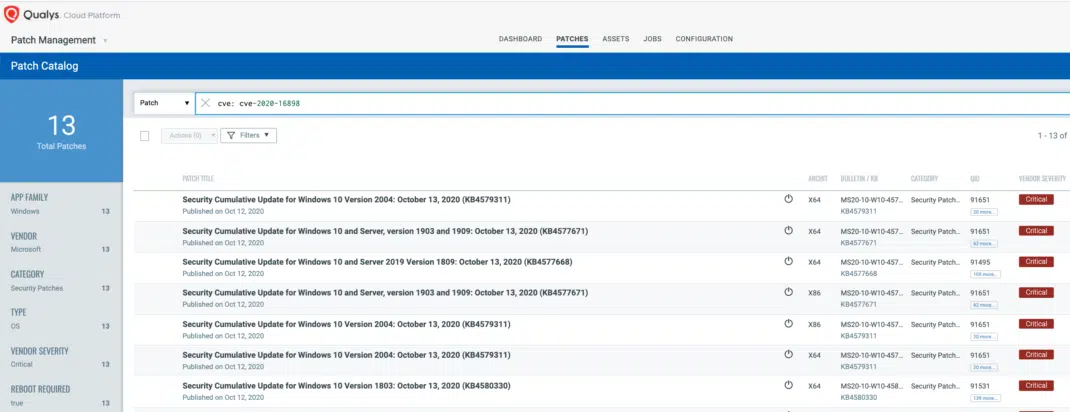 Qualys. Cloud Platform
Patch Management
DASHBOARD PATCHES ASSETS JOBS CONFIGURATION
Patch Catalog
13
Total Patches
Patch
cve: cve-2020-16898
Actions (0) Filters
1 - 13 of
PATCH TITLE ARCHIT BULLETIN / KB CATEGORY QID VENDOR SEVERITY
APP FAMILY
Windows 13
VENDOR
Microsoft 13
CATEGORY
Security Patches 13
TYPE
OS 13
VENDOR SEVERITY
Critical 13
REBOOT REQUIRED
true 13
Security Cumulative Update for Windows 10 Version 2004: October 13, 2020 (KB4579311) X64 MS20-10-W10-457... Security Patch... 91651 Critical
Published on Oct 12, 2020 KB4579311 20 more...
Security Cumulative Update for Windows 10 and Server, version 1903 and 1909: October 13, 2020 (KB4577671) X64 MS20-10-W10-457... Security Patch... 91651 Critical
Published on Oct 12, 2020 KB4577671 42 more...
Security Cumulative Update for Windows 10 and Server 2019 Version 1809: October 13, 2020 (KB4577668) X64 MS20-10-W10-457... Security Patch... 91495 Critical
Published on Oct 12, 2020 KB4577668 more...
Security Cumulative Update for Windows 10 and Server, version 1903 and 1909: October 13, 2020 (KB4577671) X86 MS20-10-W10-457... Security Patch... 91651 Critical
Published on Oct 12, 2020 KB4577671 42 more...
Security Cumulative Update for Windows 10 Version 2004: October 13, 2020 (KB4579311) X86 MS20-10-W10-457... Security Patch... 91651 Critical
Published on Oct 12, 2020 KB4579311 20 more...
Security Cumulative Update for Windows 10 Version 2004: October 13, 2020 (KB4579311) X64 MS20-10-W10-457... Security Patch... 91651 Critical
Published on Oct 12, 2020 KB4579311 20 more...
Security Cumulative Update for Windows 10 Version 1803: October 13, 2020 (KB4580330) X64 MS20-10-W10-458... Security Patch... 91531 Critical
Published on Oct 12, 2020 KB4580330 more...